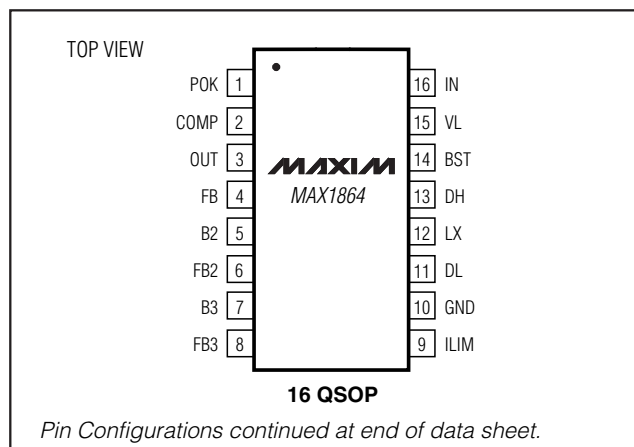 TOP VIEW
POK 1 16 IN
COMP 2 15 VL
OUT 3 MAXIM 14 BST
FB 4 MAX1864 13 DH
B2 5 12 LX
FB2 6 11 DL
B3 7 10 GND
FB3 8 9 ILIM
16 QSOP
Pin Configurations continued at end of data sheet.